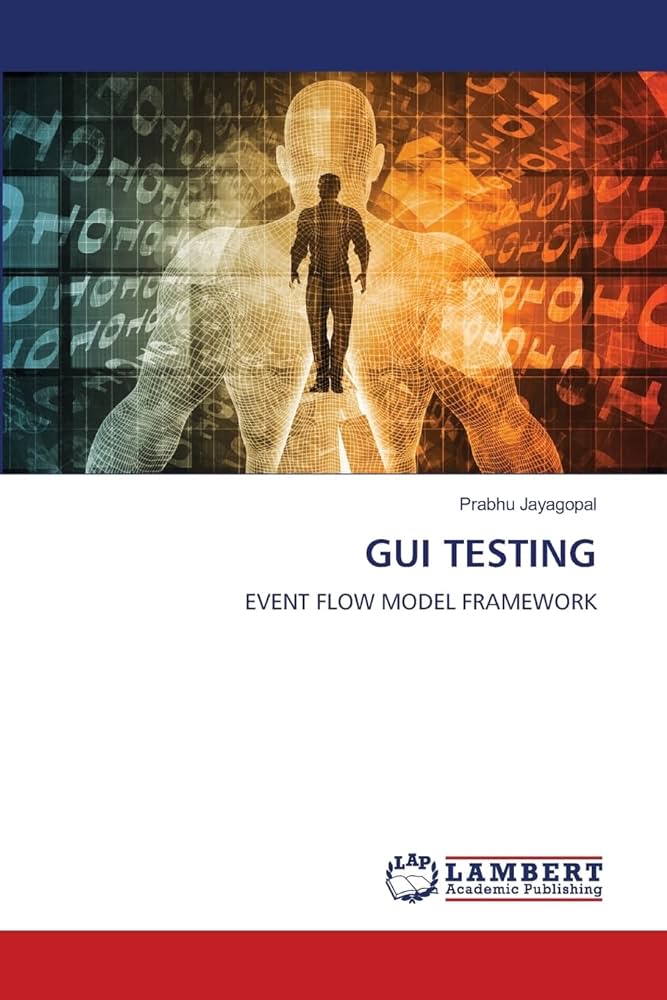 Prabhu Jayagopal
GUI TESTING
EVENT FLOW MODEL FRAMEWORK
LAP
LAMBERT
Academic Publishing